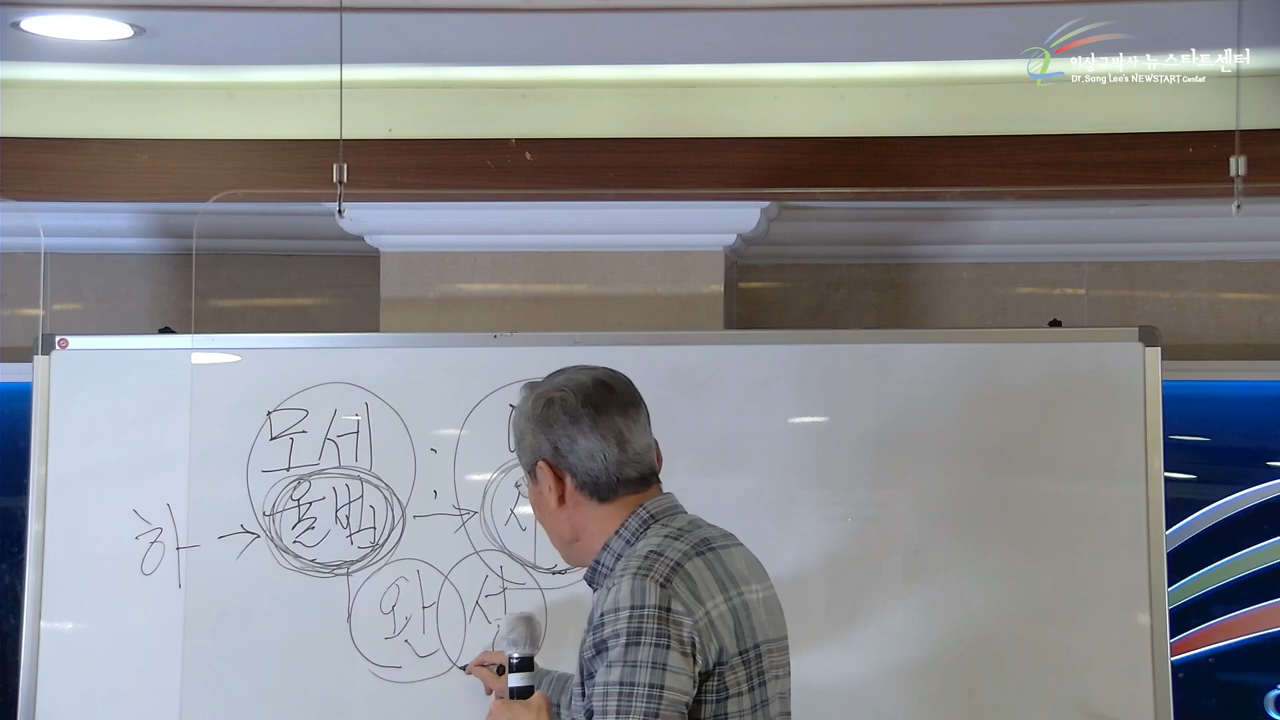 이상구박사 뉴스타트센터
Dr. Sang Lee's NEWSTART Center
모세 :
하 → 율법 →
완 상